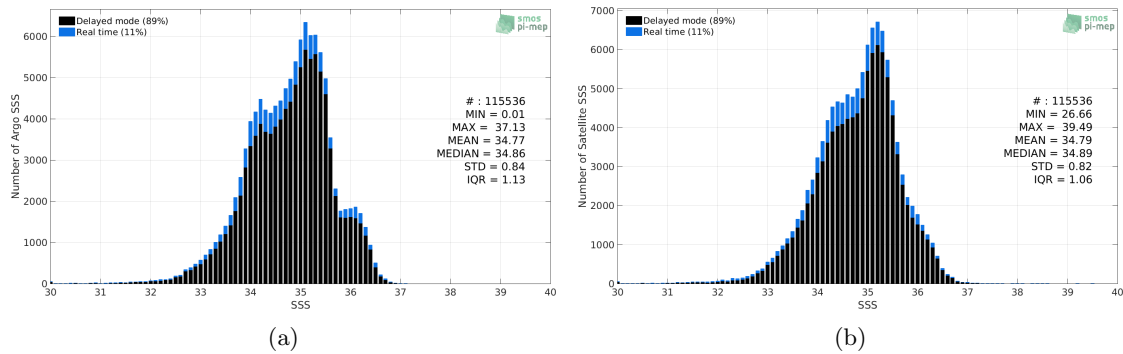 Delayed mode (89%)
Real time (11%)
smos
pi-mep
6000
5000
4000
3000
2000
1000
0
Number of Argo SSS
# : 115536
MIN = 0.01
MAX = 37.13
MEAN = 34.77
MEDIAN = 34.86
STD = 0.84
IQR = 1.13
30 31 32 33 34 35 36 37 38 39 40
SSS
(a)
Delayed mode (89%)
Real time (11%)
smos
pi-mep
7000
6000
5000
4000
3000
2000
1000
0
Number of Satellite SSS
# : 115536
MIN = 26.66
MAX = 39.49
MEAN = 34.79
MEDIAN = 34.89
STD = 0.82
IQR = 1.06
30 31 32 33 34 35 36 37 38 39 40
SSS
(b)